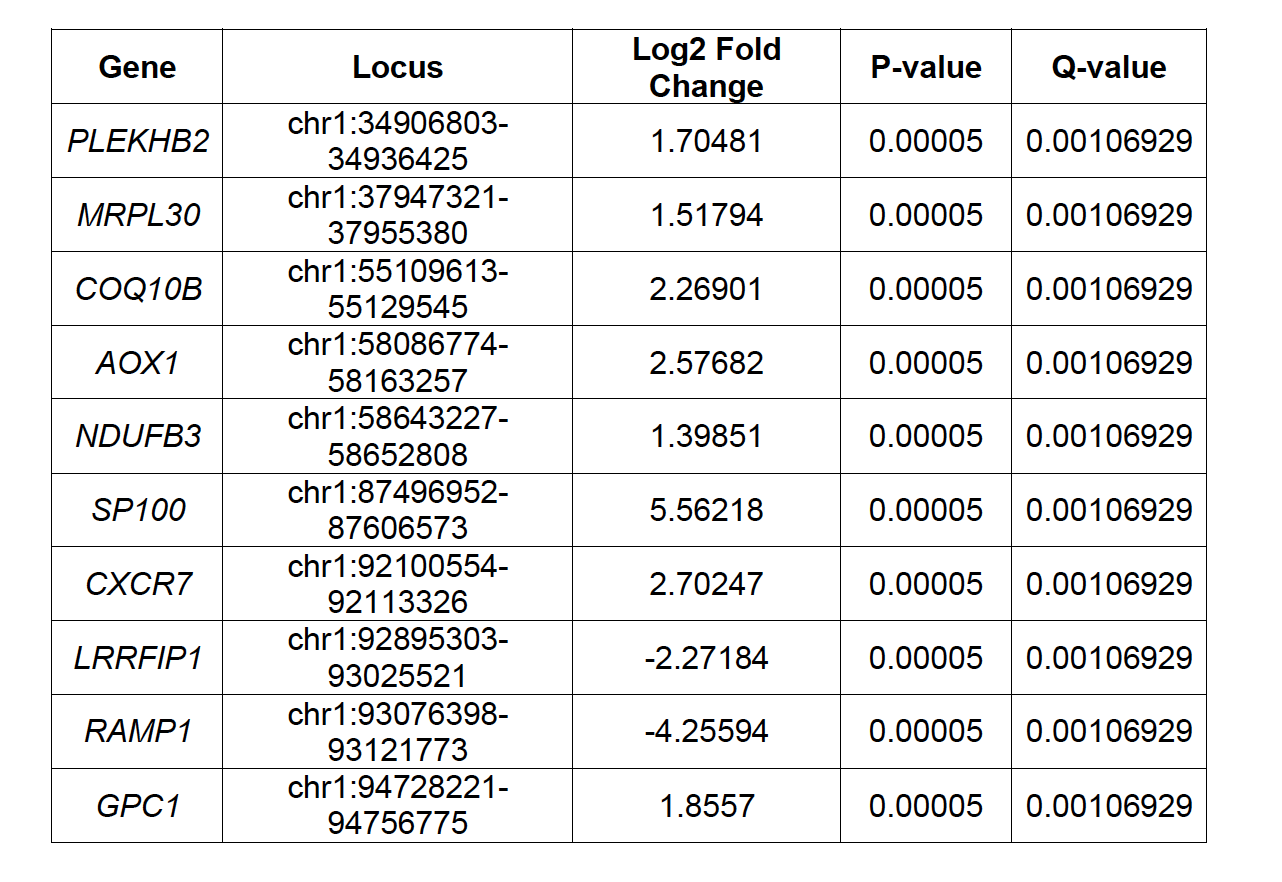 Gene Locus Log2 Fold Change P-value Q-value
PLEKHB2 chr1:34906803-34936425 1.70481 0.00005 0.00106929
MRPL30 chr1:37947321-37955380 1.51794 0.00005 0.00106929
COQ10B chr1:55109613-55129545 2.26901 0.00005 0.00106929
AOX1 chr1:58086774-58163257 2.57682 0.00005 0.00106929
NDUFB3 chr1:58643227-58652808 1.39851 0.00005 0.00106929
SP100 chr1:87496952-87606573 5.56218 0.00005 0.00106929
CXCR7 chr1:92100554-92113326 2.70247 0.00005 0.00106929
LRRFIP1 chr1:92895303-93025521 -2.27184 0.00005 0.00106929
RAMP1 chr1:93076398-93121773 -4.25594 0.00005 0.00106929
GPC1 chr1:94728221-94756775 1.8557 0.00005 0.00106929